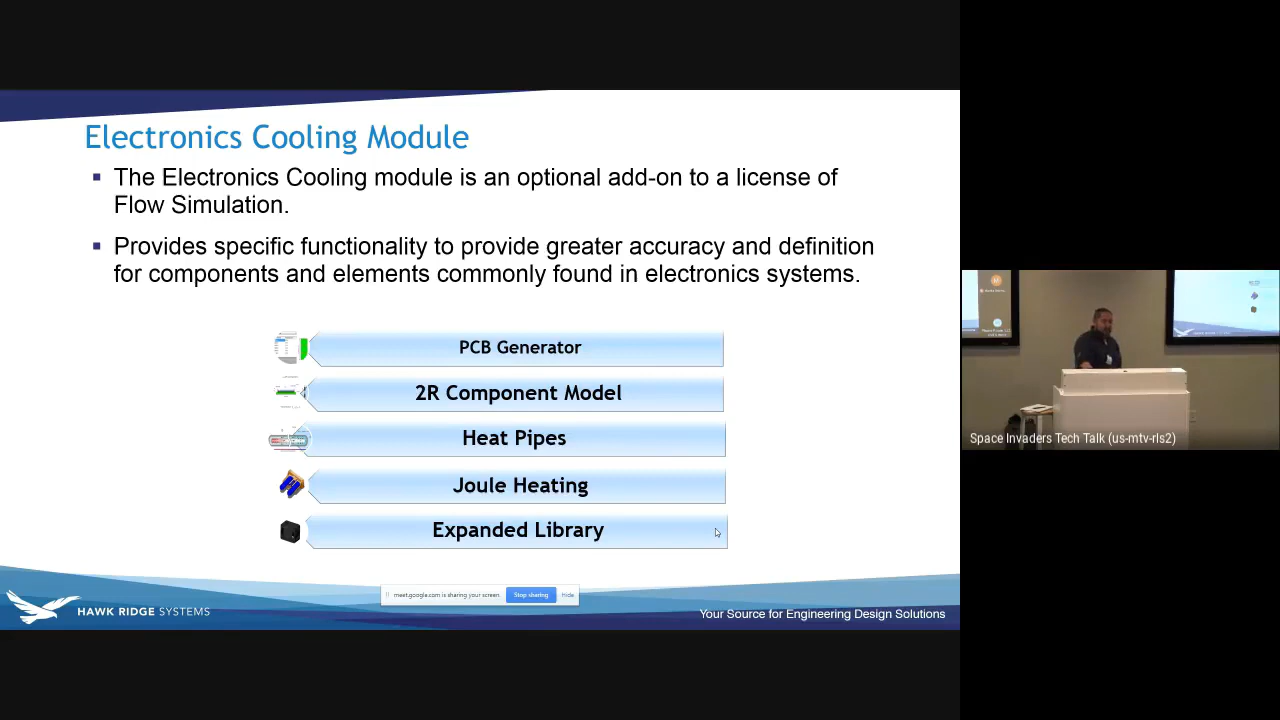 Electronics Cooling Module
The Electronics Cooling module is an optional add-on to a license of
Flow Simulation.
Provides specific functionality to provide greater accuracy and definition
for components and elements commonly found in electronics systems.
PCB Generator
2R Component Model
Heat Pipes
Joule Heating
Expanded Library
meet.google.com is sharing your screen.
Stop sharing
Hide
HAWK RIDGE SYSTEMS
Your Source for Engineering Design Solutions
Space Invaders Tech Talk (us-mtv-rls2)